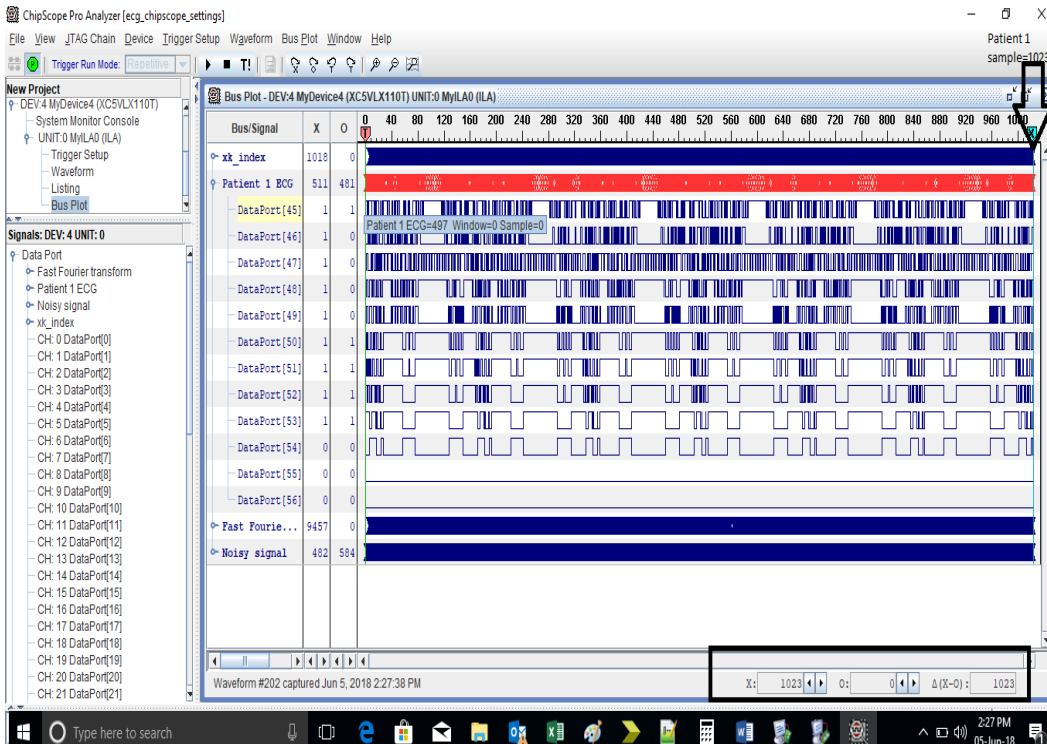 ChipScope Pro Analyzer [ecg_chipscope_settings]
File View JTAG Chain Device Trigger Setup Waveform Bus Plot Window Help
Patient 1
sample=1023
Trigger Run Mode: Repetitive
T!
New Project
DEV:4 MyDevice4 (XC5VLX110T)
System Monitor Console
UNIT:0 MyILA0 (ILA)
Trigger Setup
Waveform
Listing
Bus Plot
Signals: DEV: 4 UNIT: 0
Data Port
Fast Fourier transform
Patient 1 ECG
Noisy signal
xk_index
CH: 0 DataPort[0]
CH: 1 DataPort[1]
CH: 2 DataPort[2]
CH: 3 DataPort[3]
CH: 4 DataPort[4]
CH: 5 DataPort[5]
CH: 6 DataPort[6]
CH: 7 DataPort[7]
CH: 8 DataPort[8]
CH: 9 DataPort[9]
CH: 10 DataPort[10]
CH: 11 DataPort[11]
CH: 12 DataPort[12]
CH: 13 DataPort[13]
CH: 14 DataPort[14]
CH: 15 DataPort[15]
CH: 16 DataPort[16]
CH: 17 DataPort[17]
CH: 18 DataPort[18]
CH: 19 DataPort[19]
CH: 20 DataPort[20]
CH: 21 DataPort[21]
Bus Plot - DEV:4 MyDevice4 (XC5VLX110T) UNIT:0 MyILA0 (ILA)
Bus/Signal X O 0 40 80 120 160 200 240 280 320 360 400 440 480 520 560 600 640 680 720 760 800 840 880 920 960 1000
T X
xk_index 1018 0
Patient 1 ECG 511 481
DataPort[45] 1 1
Patient 1 ECG=497 Window=0 Sample=0
DataPort[46] 1 0
DataPort[47] 1 0
DataPort[48] 1 0
DataPort[49] 1 0
DataPort[50] 1 1
DataPort[51] 1 1
DataPort[52] 1 1
DataPort[53] 1 1
DataPort[54] 0 0
DataPort[55] 0 0
DataPort[56] 0 0
Fast Fourie... 9457 0
Noisy signal 482 584
Waveform #202 captured Jun 5, 2018 2:27:38 PM
X: 1023 O: 0 Δ(X-O): 1023
Type here to search
2:27 PM
05-Jun-18